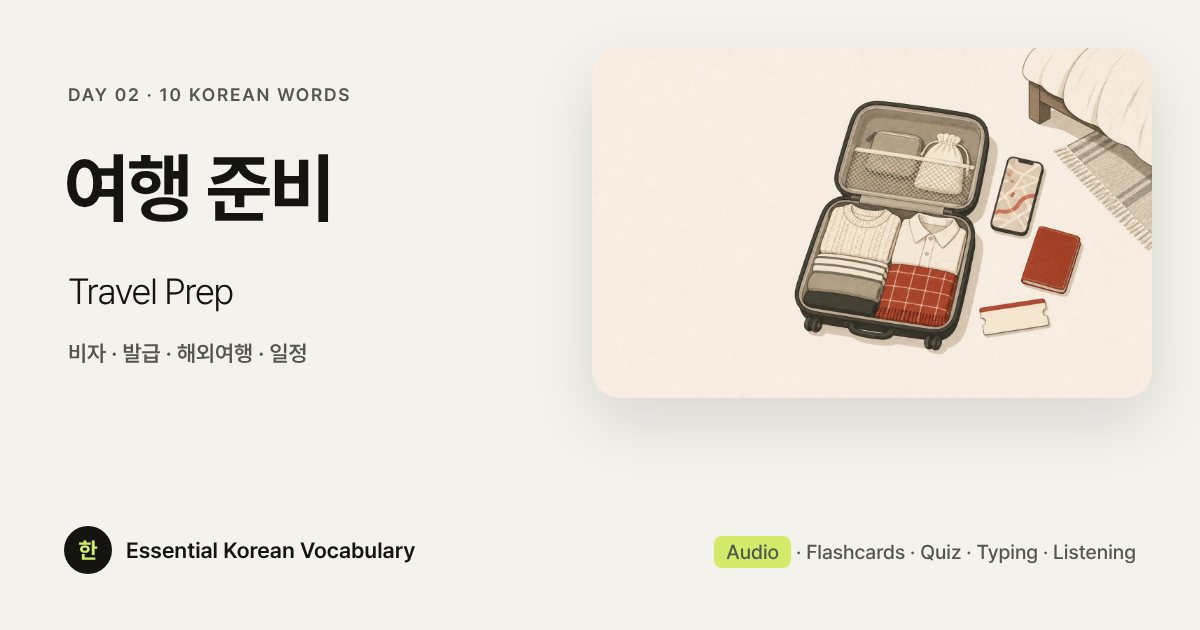 DAY 02 · 10 KOREAN WORDS
여행 준비
Travel Prep
비자 · 발급 · 해외여행 · 일정
한 Essential Korean Vocabulary
Audio · Flashcards · Quiz · Typing · Listening